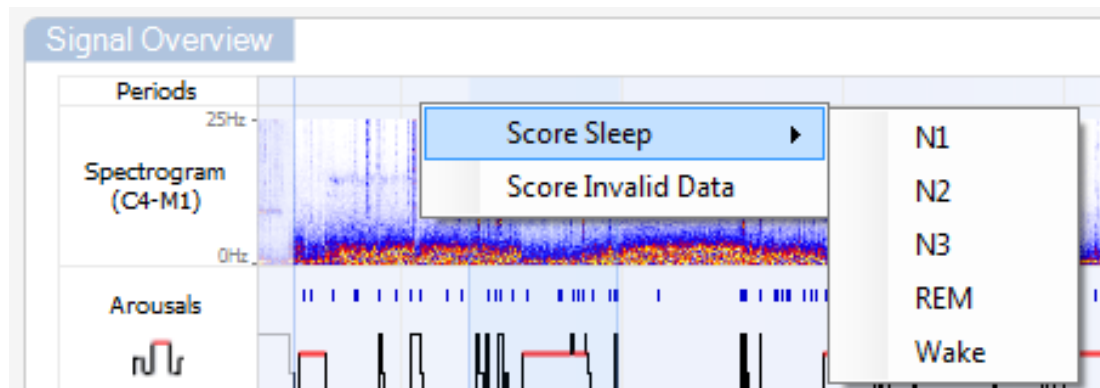 Signal Overview
Periods
25Hz
Spectrogram
(C4-M1)
0Hz
Arousals
Score Sleep
Score Invalid Data
N1
N2
N3
REM
Wake